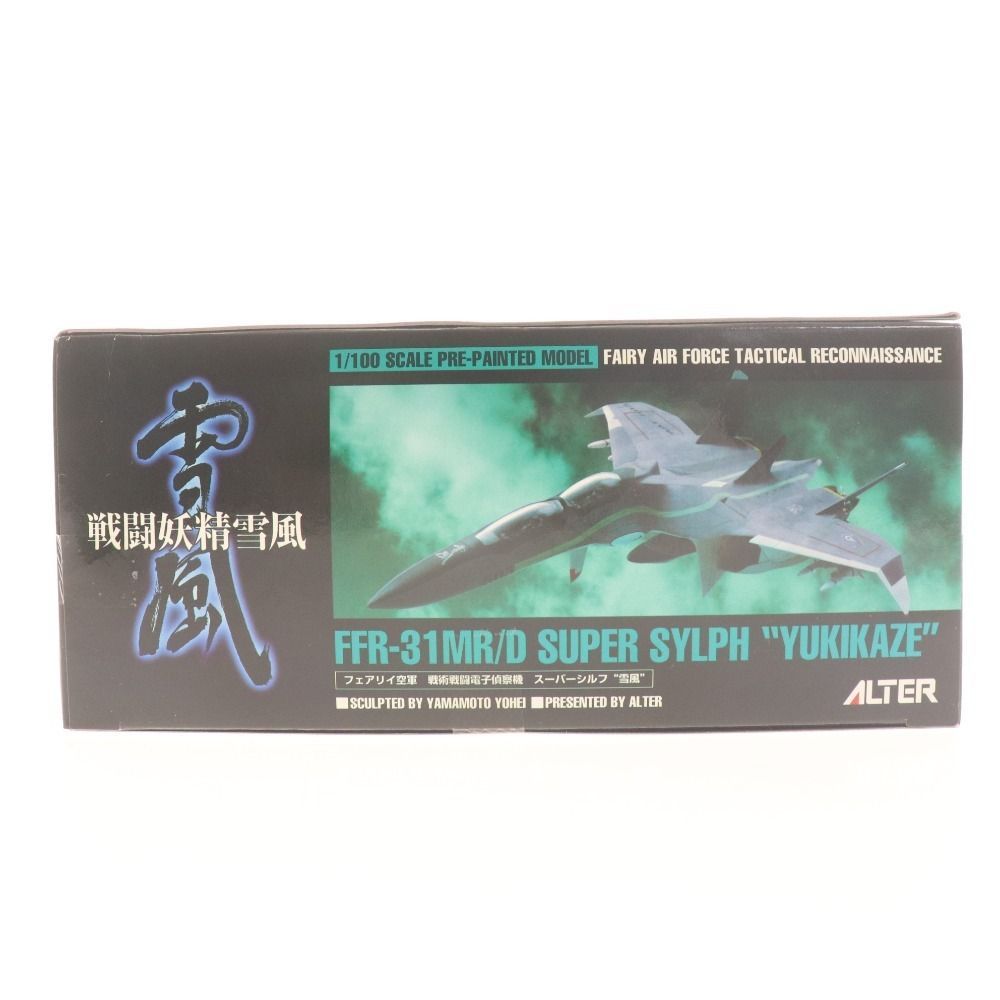 雪風
戦闘妖精雪風
1/100 SCALE PRE-PAINTED MODEL FAIRY AIR FORCE TACTICAL RECONNAISSANCE
FFR-31MR/D SUPER SYLPH "YUKIKAZE"
フェアリイ空軍 戦術戦闘電子偵察機 スーパーシルフ "雪風"
■SCULPTED BY YAMAMOTO YOHEI ■PRESENTED BY ALTER
ALTER